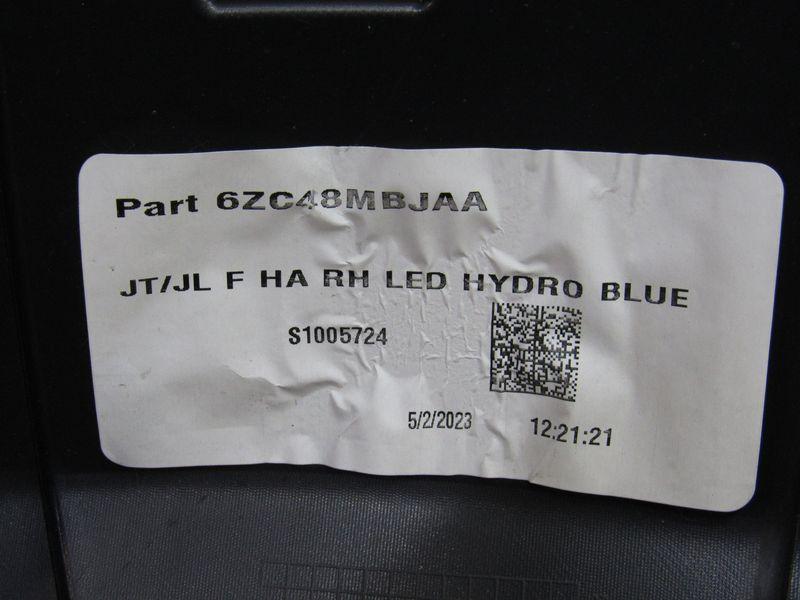 Part 6ZC48MBJAA
JT/JL F HA RH LED HYDRO BLUE
S1005724
5/2/2023 12:21:21